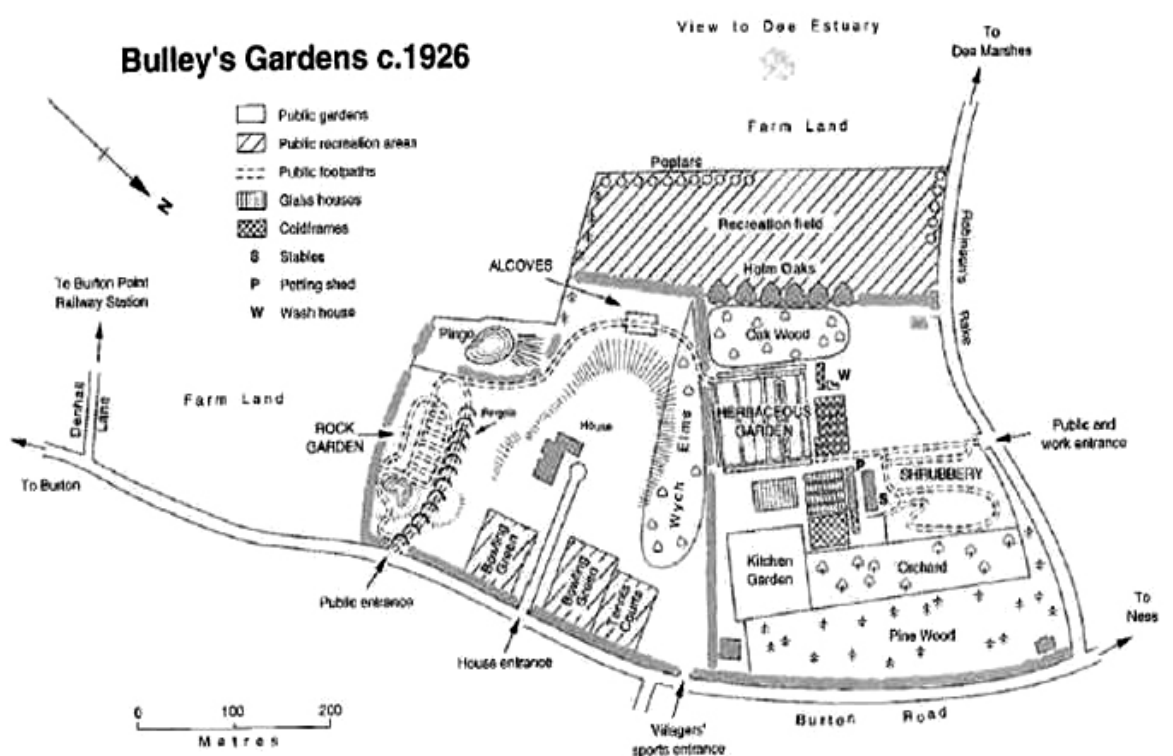 Bulley's Gardens c.1926
View to Dee Estuary
To
Dee Marshes
Farm Land
Public gardens
Public recreation areas
Public footpaths
Glass houses
Coldframes
S Stables
P Potting shed
W Wash house
N
Poplars
Recreation field
Robinson's
Rake
ALCOVES
Holm Oaks
To Burton Point
Railway Station
Pingo
Oak Wood
W
Denhall
Lane
Farm Land
ROCK
GARDEN
Pergola
House
Wych Elms
HERBACEOUS
GARDEN
Public and
work entrance
To Burton
P
S
SHRUBBERY
Bowling
Green
Bowling
Green
Tennis
Courts
Kitchen
Garden
Orchard
Public entrance
Pine Wood
To
Ness
House entrance
0 100 200
Metres
Villagers'
sports entrance
Burton Road